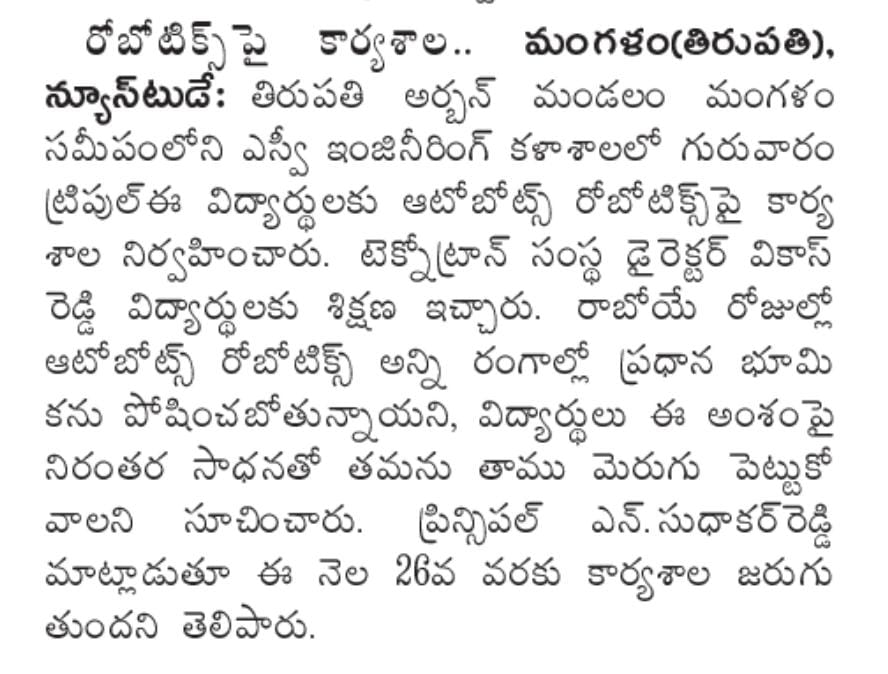 రోబోటిక్స్‌పై కార్యశాల.. మంగళం(తిరుపతి),
న్యూస్‌టుడే: తిరుపతి అర్బన్ మండలం మంగళం
సమీపంలోని ఎస్వీ ఇంజినీరింగ్ కళాశాలలో గురువారం
ట్రిపుల్ఈ విద్యార్థులకు ఆటోబోట్స్ రోబోటిక్స్‌పై కార్య
శాల నిర్వహించారు. టెక్నోట్రాన్ సంస్థ డైరెక్టర్ వికాస్
రెడ్డి విద్యార్థులకు శిక్షణ ఇచ్చారు. రాబోయే రోజుల్లో
ఆటోబోట్స్ రోబోటిక్స్ అన్ని రంగాల్లో ప్రధాన భూమి
కను పోషించబోతున్నాయని, విద్యార్థులు ఈ అంశంపై
నిరంతర సాధనతో తమను తాము మెరుగు పెట్టుకో
వాలని సూచించారు. ప్రిన్సిపల్ ఎన్.సుధాకర్‌రెడ్డి
మాట్లాడుతూ ఈ నెల 26వ వరకు కార్యశాల జరుగు
తుందని తెలిపారు.